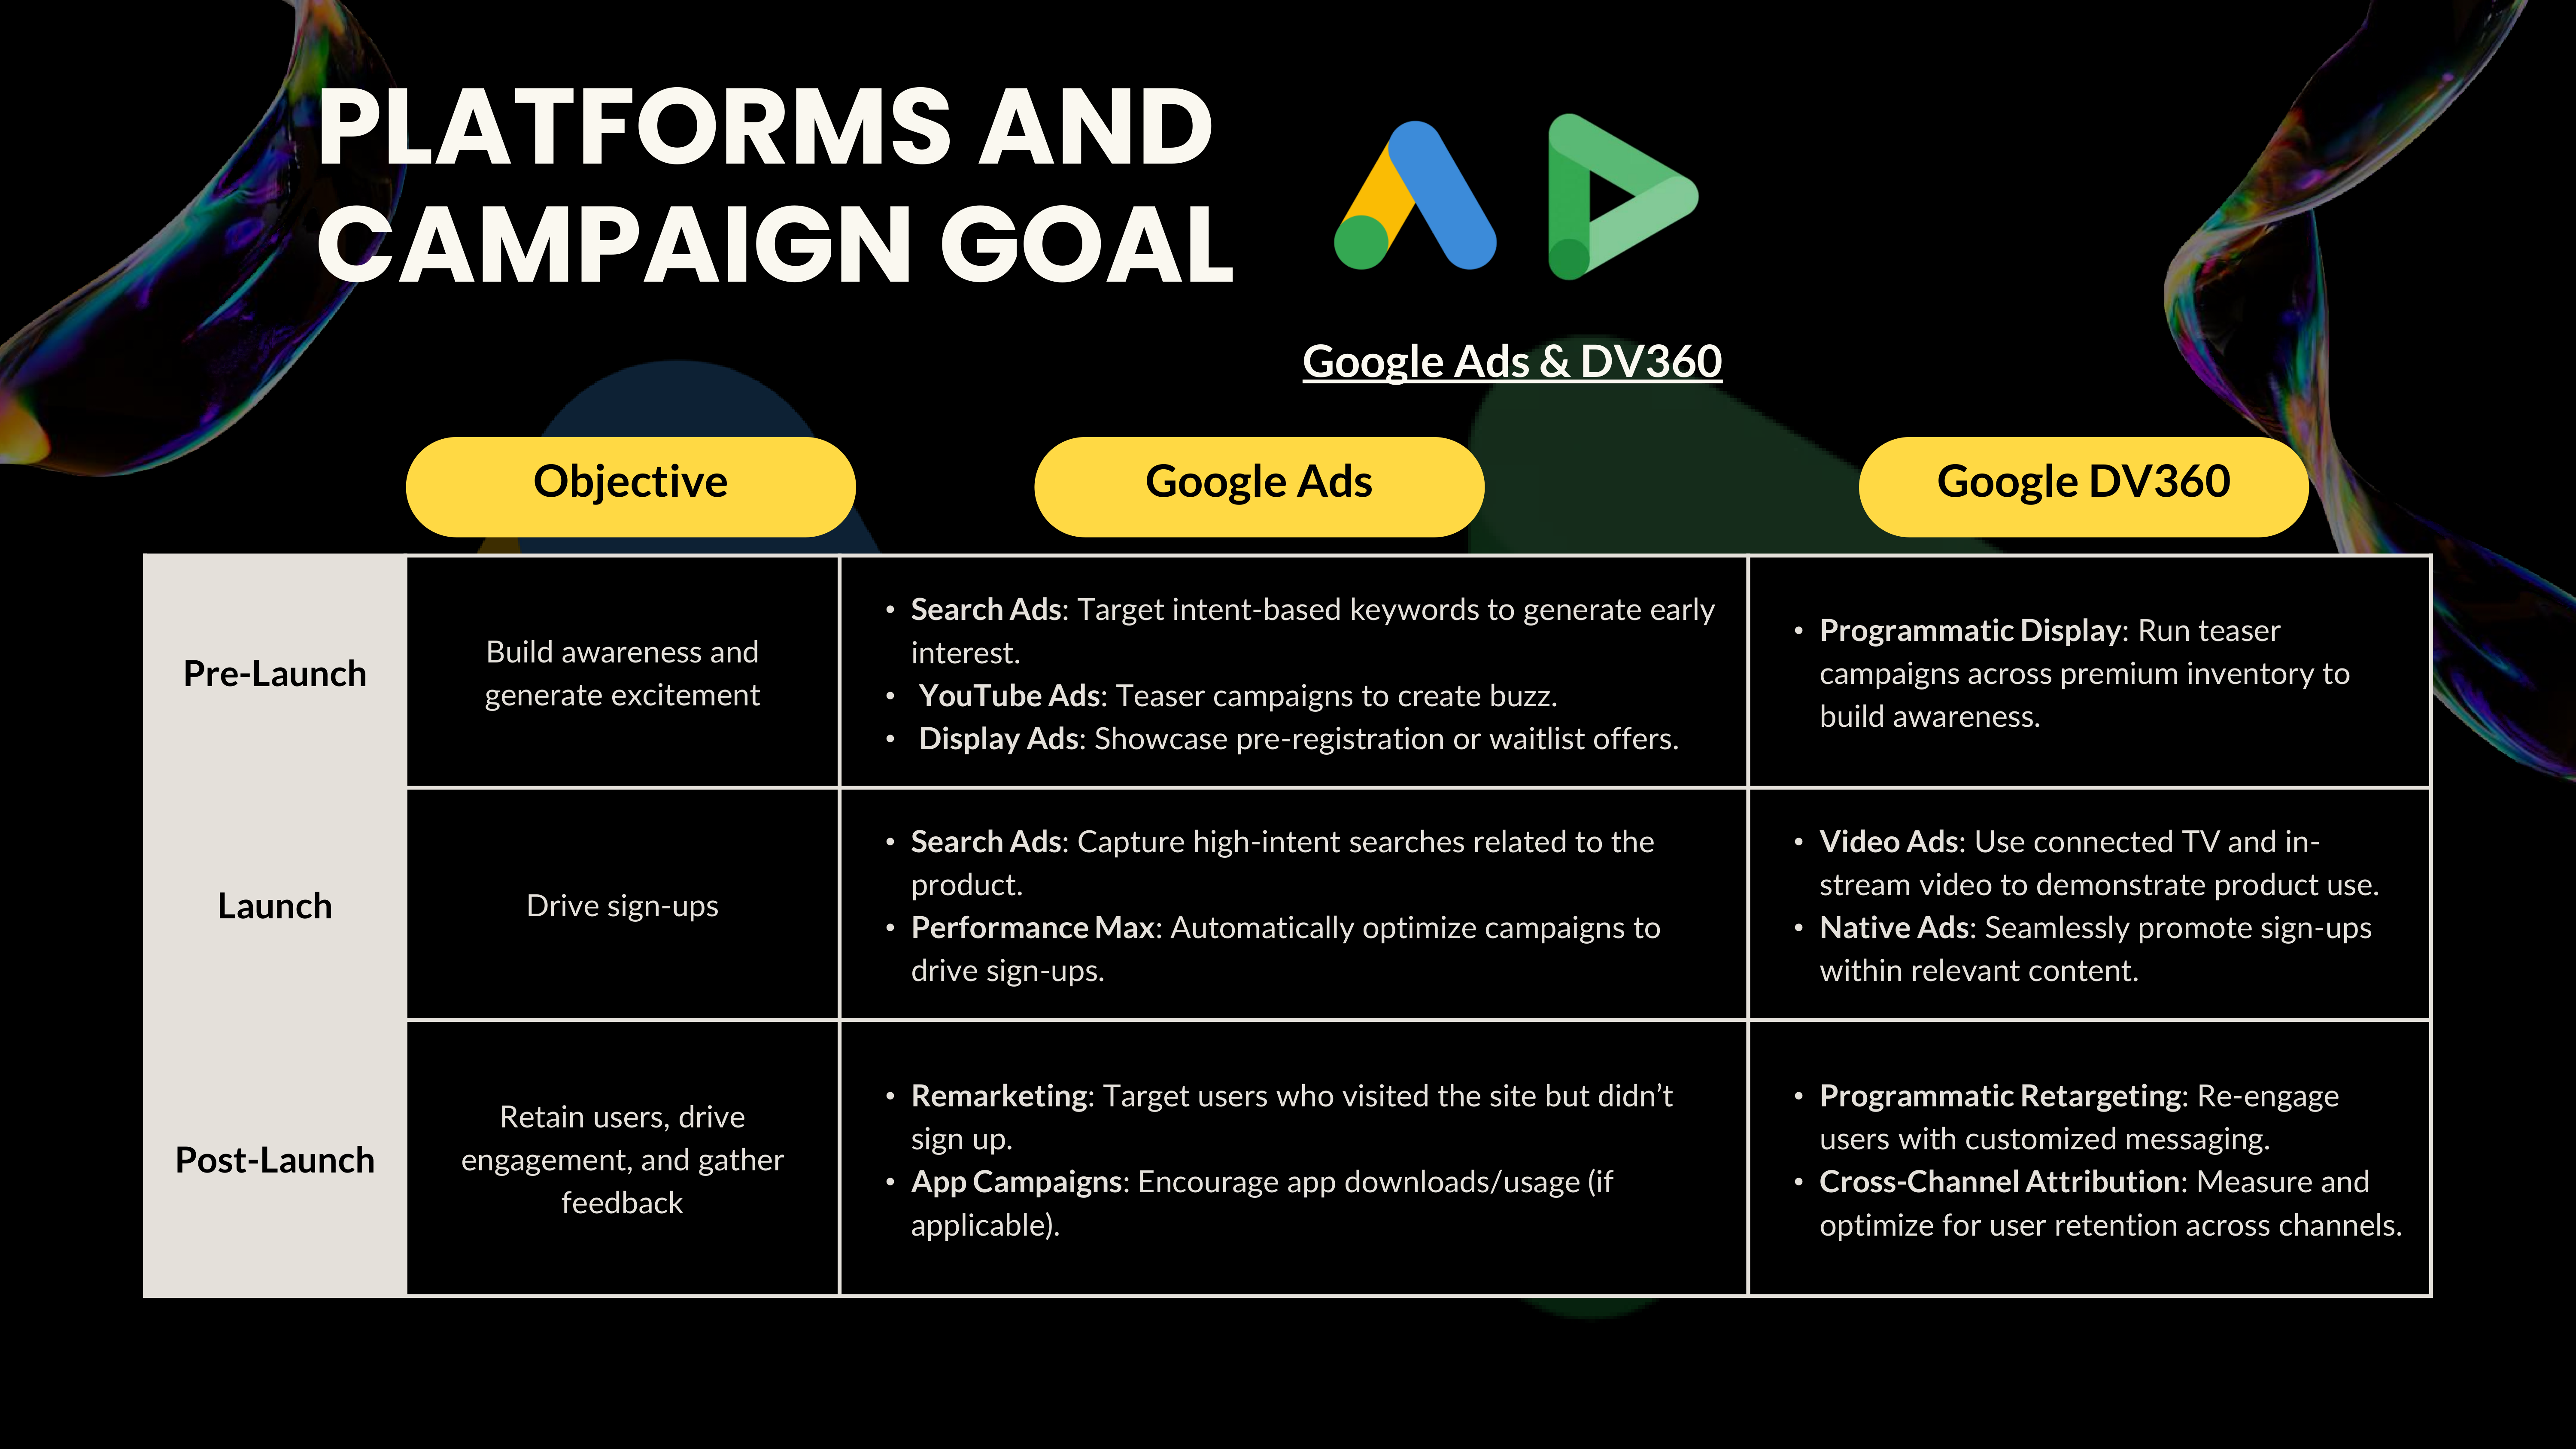 PLATFORMS AND
CAMPAIGN GOAL
Google Ads & DV360
Objective
Google Ads
Google DV360
Pre-Launch
Build awareness and
generate excitement
• Search Ads: Target intent-based keywords to generate early
interest.
• YouTube Ads: Teaser campaigns to create buzz.
• Display Ads: Showcase pre-registration or waitlist offers.
• Programmatic Display: Run teaser
campaigns across premium inventory to
build awareness.
Launch
Drive sign-ups
• Search Ads: Capture high-intent searches related to the
product.
• Performance Max: Automatically optimize campaigns to
drive sign-ups.
• Video Ads: Use connected TV and in-
stream video to demonstrate product use.
• Native Ads: Seamlessly promote sign-ups
within relevant content.
Post-Launch
Retain users, drive
engagement, and gather
feedback
• Remarketing: Target users who visited the site but didn’t
sign up.
• App Campaigns: Encourage app downloads/usage (if
applicable).
• Programmatic Retargeting: Re-engage
users with customized messaging.
• Cross-Channel Attribution: Measure and
optimize for user retention across channels.